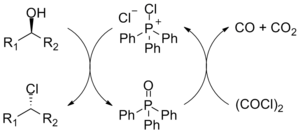 OH
R1 R2
Cl
R1 R2
Cl− Cl
P+
Ph Ph
Ph
O
P
Ph Ph
Ph
CO + CO2
(COCl)2